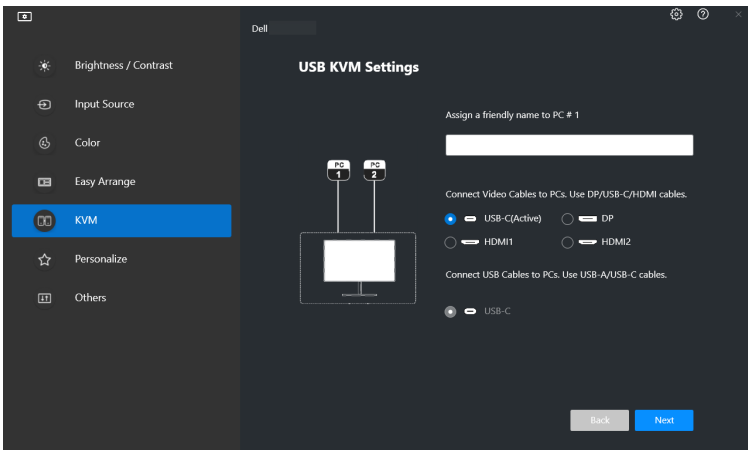 Dell
Brightness / Contrast
Input Source
Color
Easy Arrange
KVM
Personalize
Others
USB KVM Settings
PC
1
PC
2
Assign a friendly name to PC # 1
Connect Video Cables to PCs. Use DP/USB-C/HDMI cables.
USB-C(Active)
DP
HDMI1
HDMI2
Connect USB Cables to PCs. Use USB-A/USB-C cables.
USB-C
Back
Next